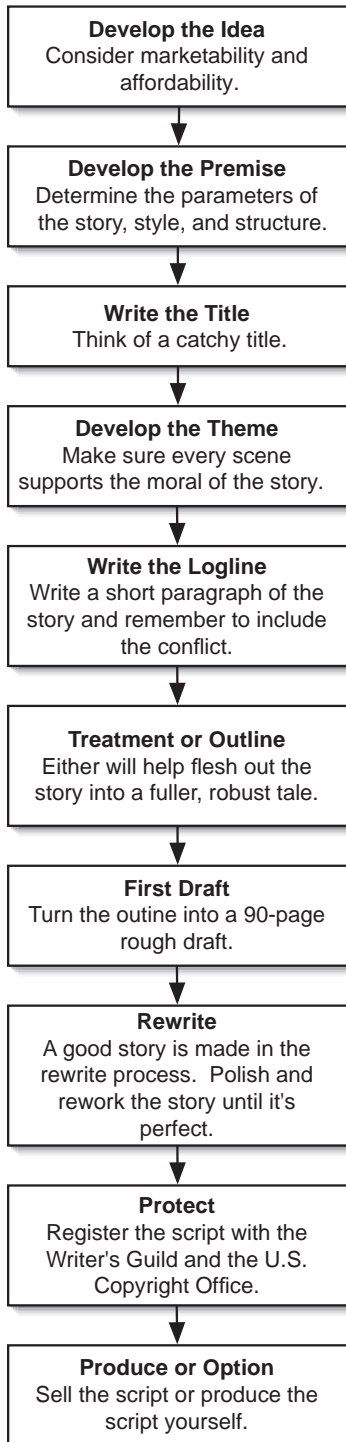 Develop the Idea
Consider marketability and
affordability.
Develop the Premise
Determine the parameters of
the story, style, and structure.
Write the Title
Think of a catchy title.
Develop the Theme
Make sure every scene
supports the moral of the story.
Write the Logline
Write a short paragraph of the
story and remember to include
the conflict.
Treatment or Outline
Either will help flesh out the
story into a fuller, robust tale.
First Draft
Turn the outine into a 90-page
rough draft.
Rewrite
A good story is made in the
rewrite process.  Polish and
rework the story until it's
perfect.
Protect
Register the script with the
Writer's Guild and the U.S.
Copyright Office.
Produce or Option
Sell the script or produce the
script yourself.